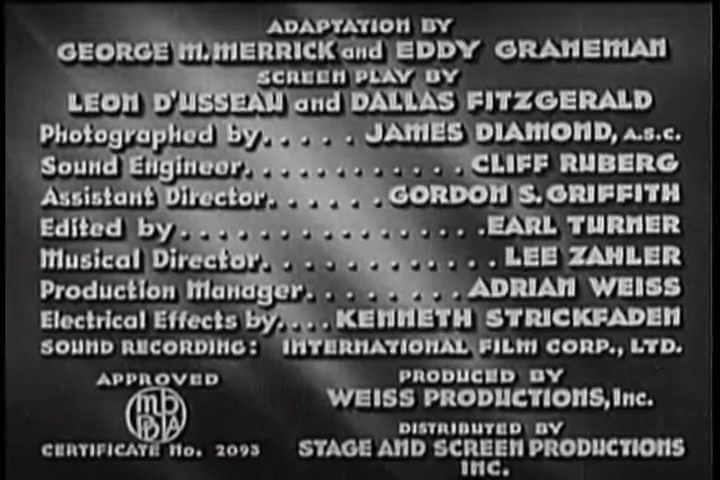 ADAPTATION BY
GEORGE M. MERRICK and EDDY GRANEMAN
SCREEN PLAY BY
LEON D'USSEAU and DALLAS FITZGERALD
Photographed by. . . . . JAMES DIAMOND, A.S.C.
Sound Engineer. . . . . . . . . . . . CLIFF RUBERG
Assistant Director. . . . . . GORDON S. GRIFFITH
Edited by . . . . . . . . . . . . . . . . . EARL TURNER
Musical Director. . . . . . . . . . . . LEE ZAHLER
Production Manager. . . . . . . . ADRIAN WEISS
Electrical Effects by. . . . KENNETH STRICKFADEN
SOUND RECORDING: INTERNATIONAL FILM CORP., LTD.
APPROVED
MPPDA
CERTIFICATE No. 2093
PRODUCED BY
WEISS PRODUCTIONS, Inc.
DISTRIBUTED BY
STAGE AND SCREEN PRODUCTIONS
INC.